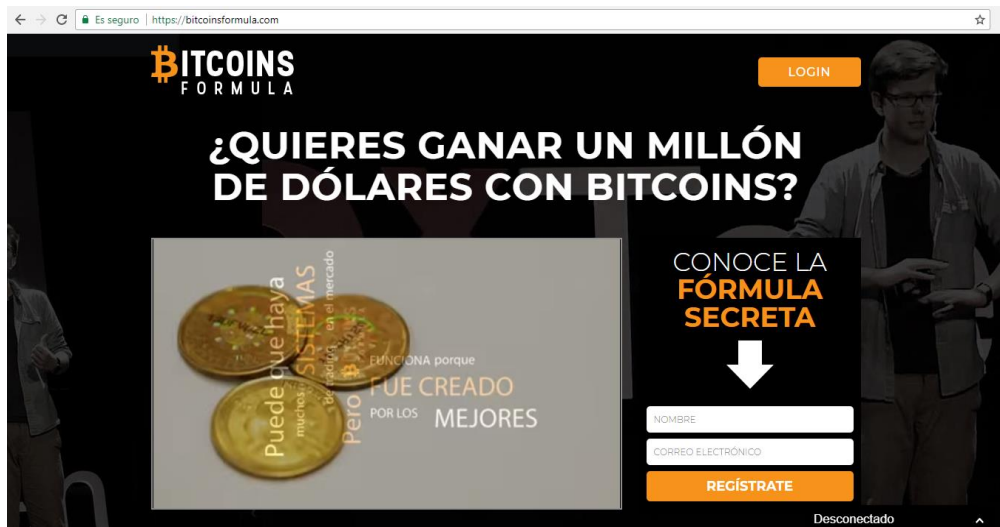 Es seguro
https://bitcoinsformula.com
BITCOINS
FORMULA
LOGIN
¿QUIERES GANAR UN MILLÓN
DE DÓLARES CON BITCOINS?
Puede que haya
muchos SISTEMAS
de trading en el mercado
Pero
FUNCIONA porque
FUE CREADO
POR LOS MEJORES
CONOCE LA
FÓRMULA
SECRETA
NOMBRE
CORREO ELECTRÓNICO
REGÍSTRATE
Desconectado